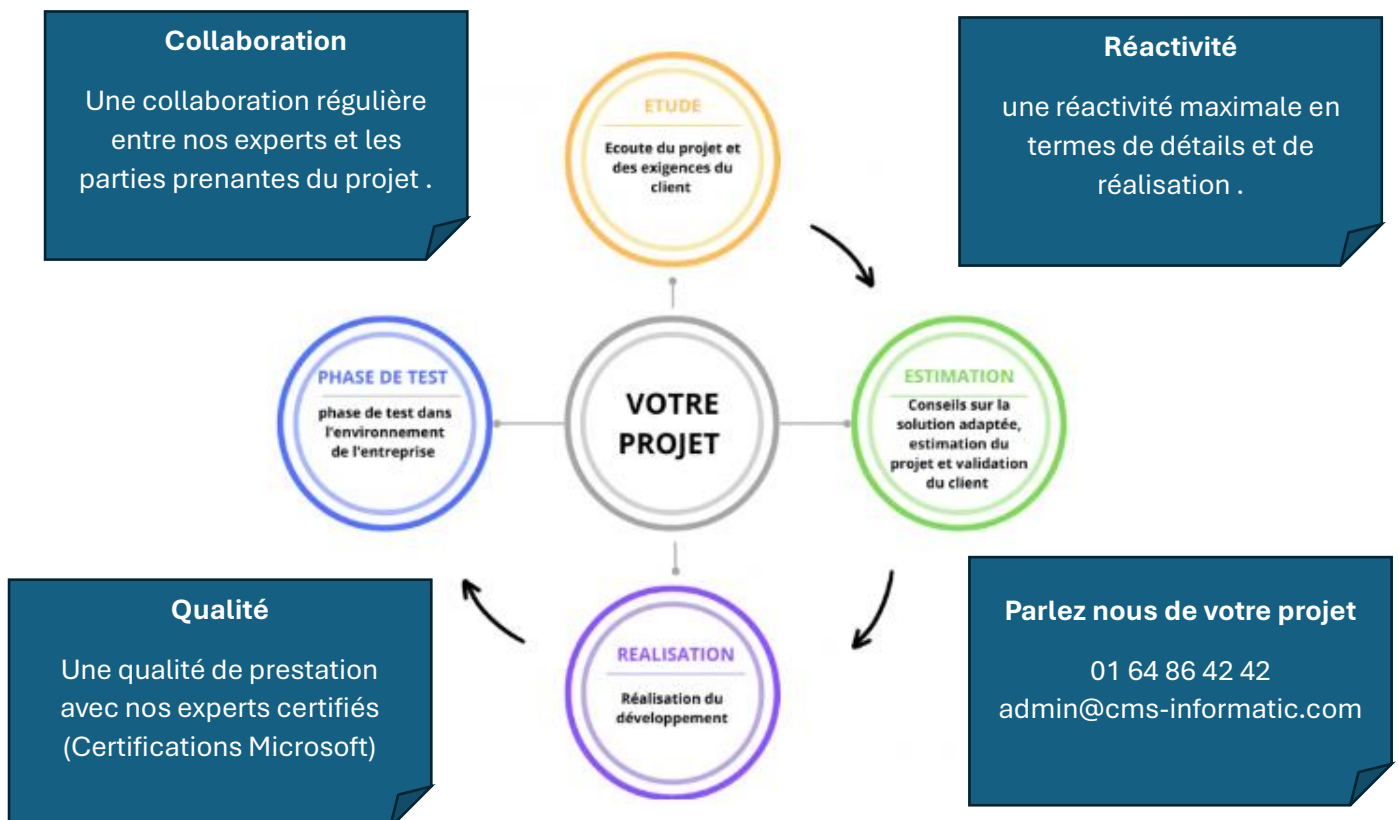 Collaboration
Une collaboration régulière
entre nos experts et les
parties prenantes du projet .
Réactivité
une réactivité maximale en
termes de détails et de
réalisation .
ETUDE
Ecoute du projet et
des exigences du
client
PHASE DE TEST
phase de test dans
l'environnement
de l'entreprise
VOTRE
PROJET
ESTIMATION
Conseils sur la
solution adaptée,
estimation du
projet et validation
du client
REALISATION
Réalisation du
développement
Qualité
Une qualité de prestation
avec nos experts certifiés
(Certifications Microsoft)
Parlez nous de votre projet
01 64 86 42 42
admin@cms-informatic.com